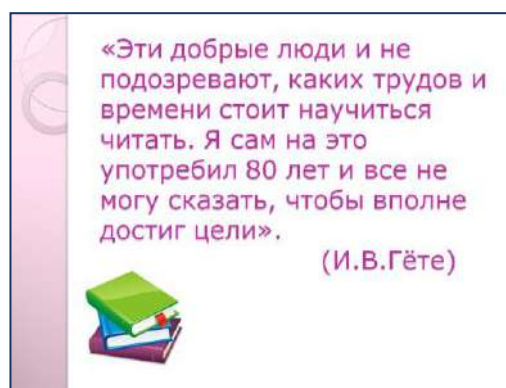 «Эти добрые люди и не
подозревают, каких трудов и
времени стоит научиться
читать. Я сам на это
употребил 80 лет и все не
могу сказать, чтобы вполне
достиг цели».
(И.В.Гёте)